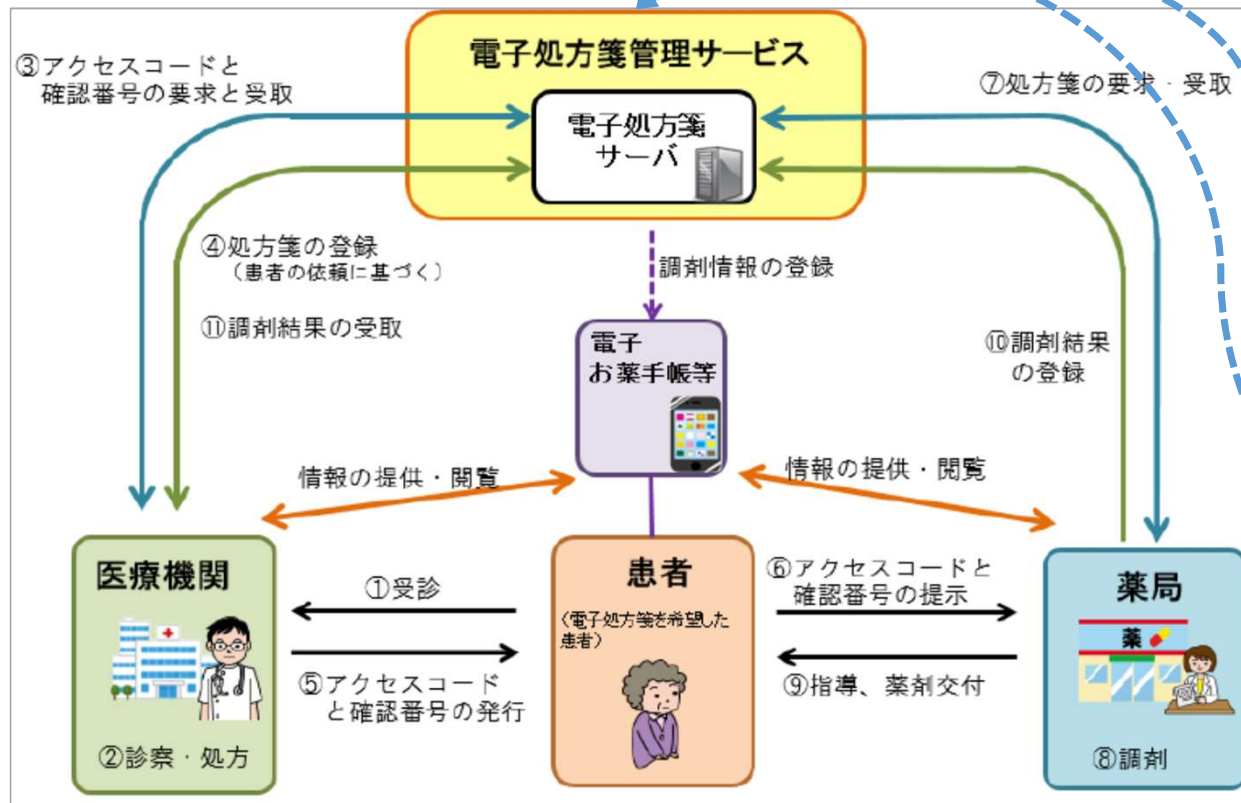 電子処方箋管理サービス
電子処方箋
サーバ
③アクセスコードと
確認番号の要求と受取
⑦処方箋の要求・受取
④処方箋の登録
（患者の依頼に基づく）
⑪調剤結果の受取
調剤情報の登録
電子
お薬手帳等
⑩調剤結果
の登録
情報の提供・閲覧
情報の提供・閲覧
医療機関
②診察・処方
①受診
⑤アクセスコード
と確認番号の発行
患者
（電子処方箋を希望した
患者）
⑥アクセスコードと
確認番号の提示
⑨指導、薬剤交付
薬局
薬
⑧調剤